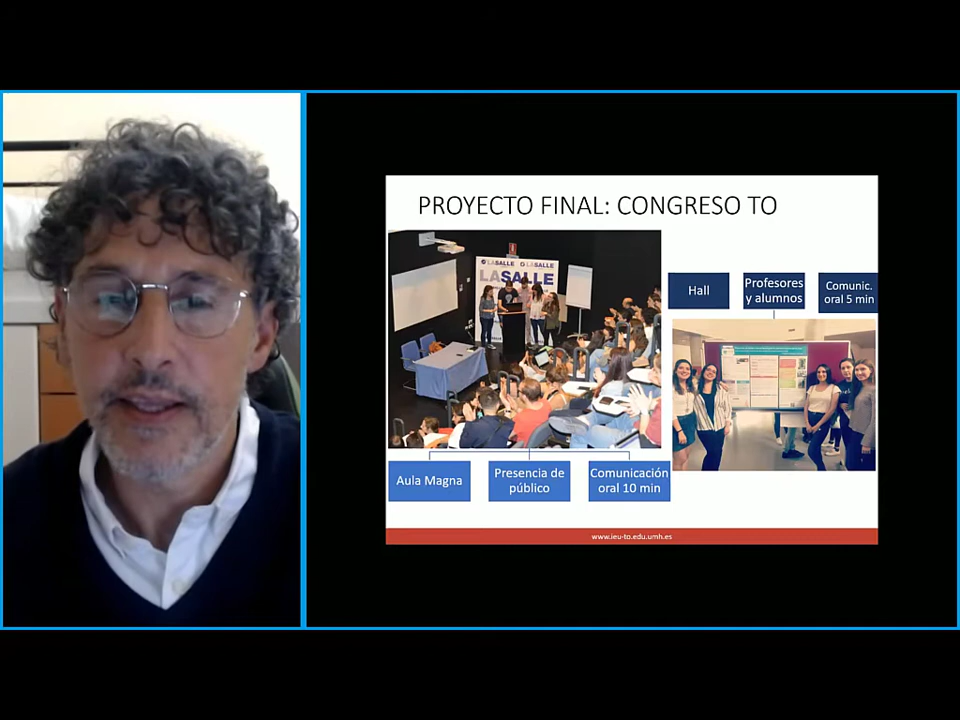 PROYECTO FINAL: CONGRESO TO
LASALLE LASALLE
LASALLE
Hall
Profesores
y alumnos
Comunic.
oral 5 min
Aula Magna
Presencia de
público
Comunicación
oral 10 min
www.ieu-to.edu.umh.es